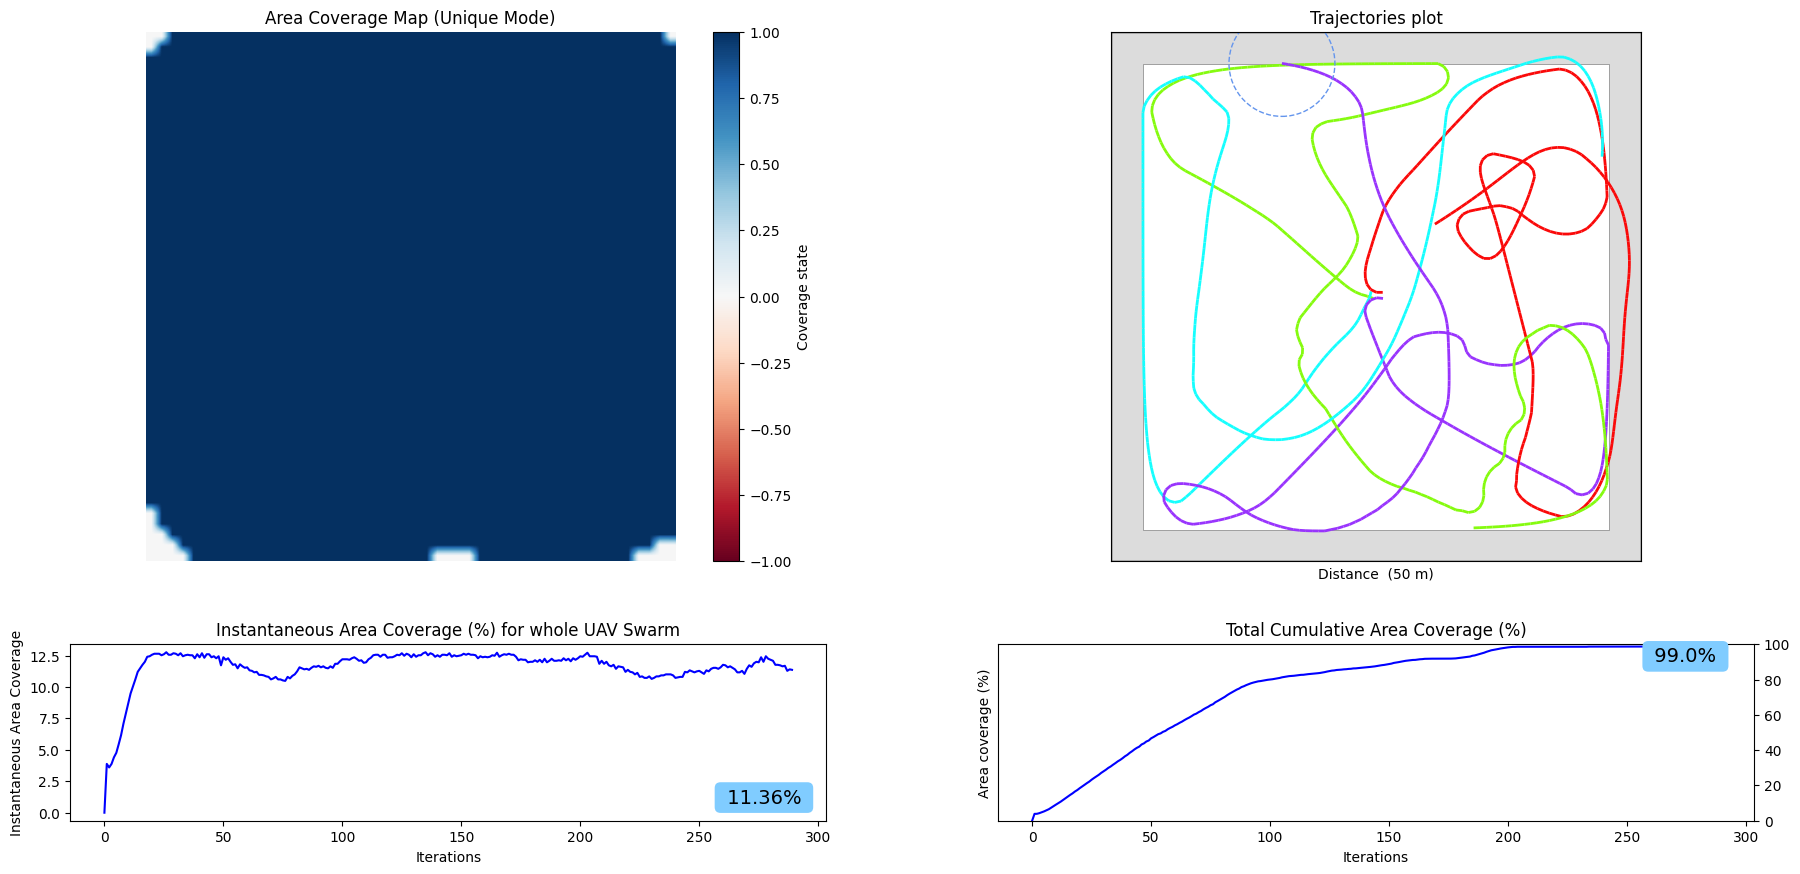 Area Coverage Map (Unique Mode)
1.00
0.75
0.50
0.25
0.00
−0.25
−0.50
−0.75
−1.00
Coverage state
Trajectories plot
Distance  (50 m)
Instantaneous Area Coverage (%) for whole UAV Swarm
Instantaneous Area Coverage
12.5
10.0
7.5
5.0
2.5
0.0
11.36%
0 50 100 150 200 250 300
Iterations
Total Cumulative Area Coverage (%)
Area coverage (%)
99.0%
100
80
60
40
20
0
0 50 100 150 200 250 300
Iterations